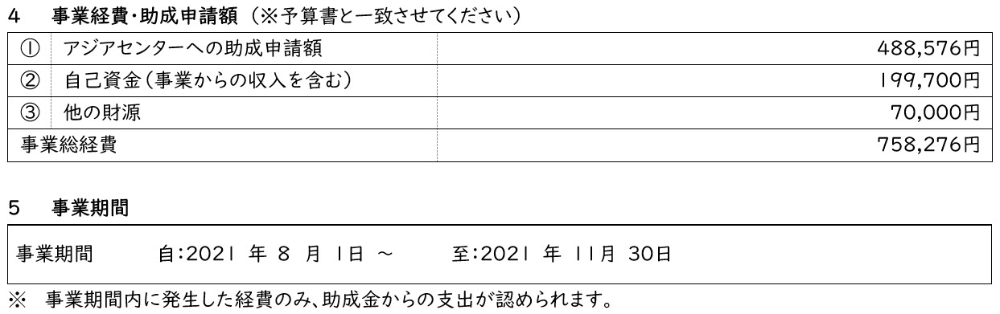 4 事業経費・助成申請額（※予算書と一致させてください）
① アジアセンターへの助成申請額 488,576円
② 自己資金（事業からの収入を含む） 199,700円
③ 他の財源 70,000円
事業総経費 758,276円
5 事業期間
事業期間 自：2021 年 8 月 1日 ～ 至：2021 年 11月 30日
※ 事業期間内に発生した経費のみ、助成金からの支出が認められます。